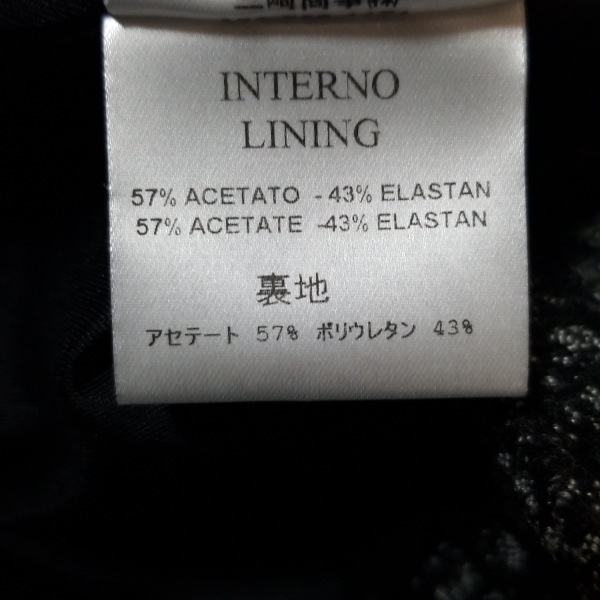 INTERNO
LINING
57% ACETATO - 43% ELASTAN
57% ACETATE -43% ELASTAN
裏地
アセテート 57% ポリウレタン 43%